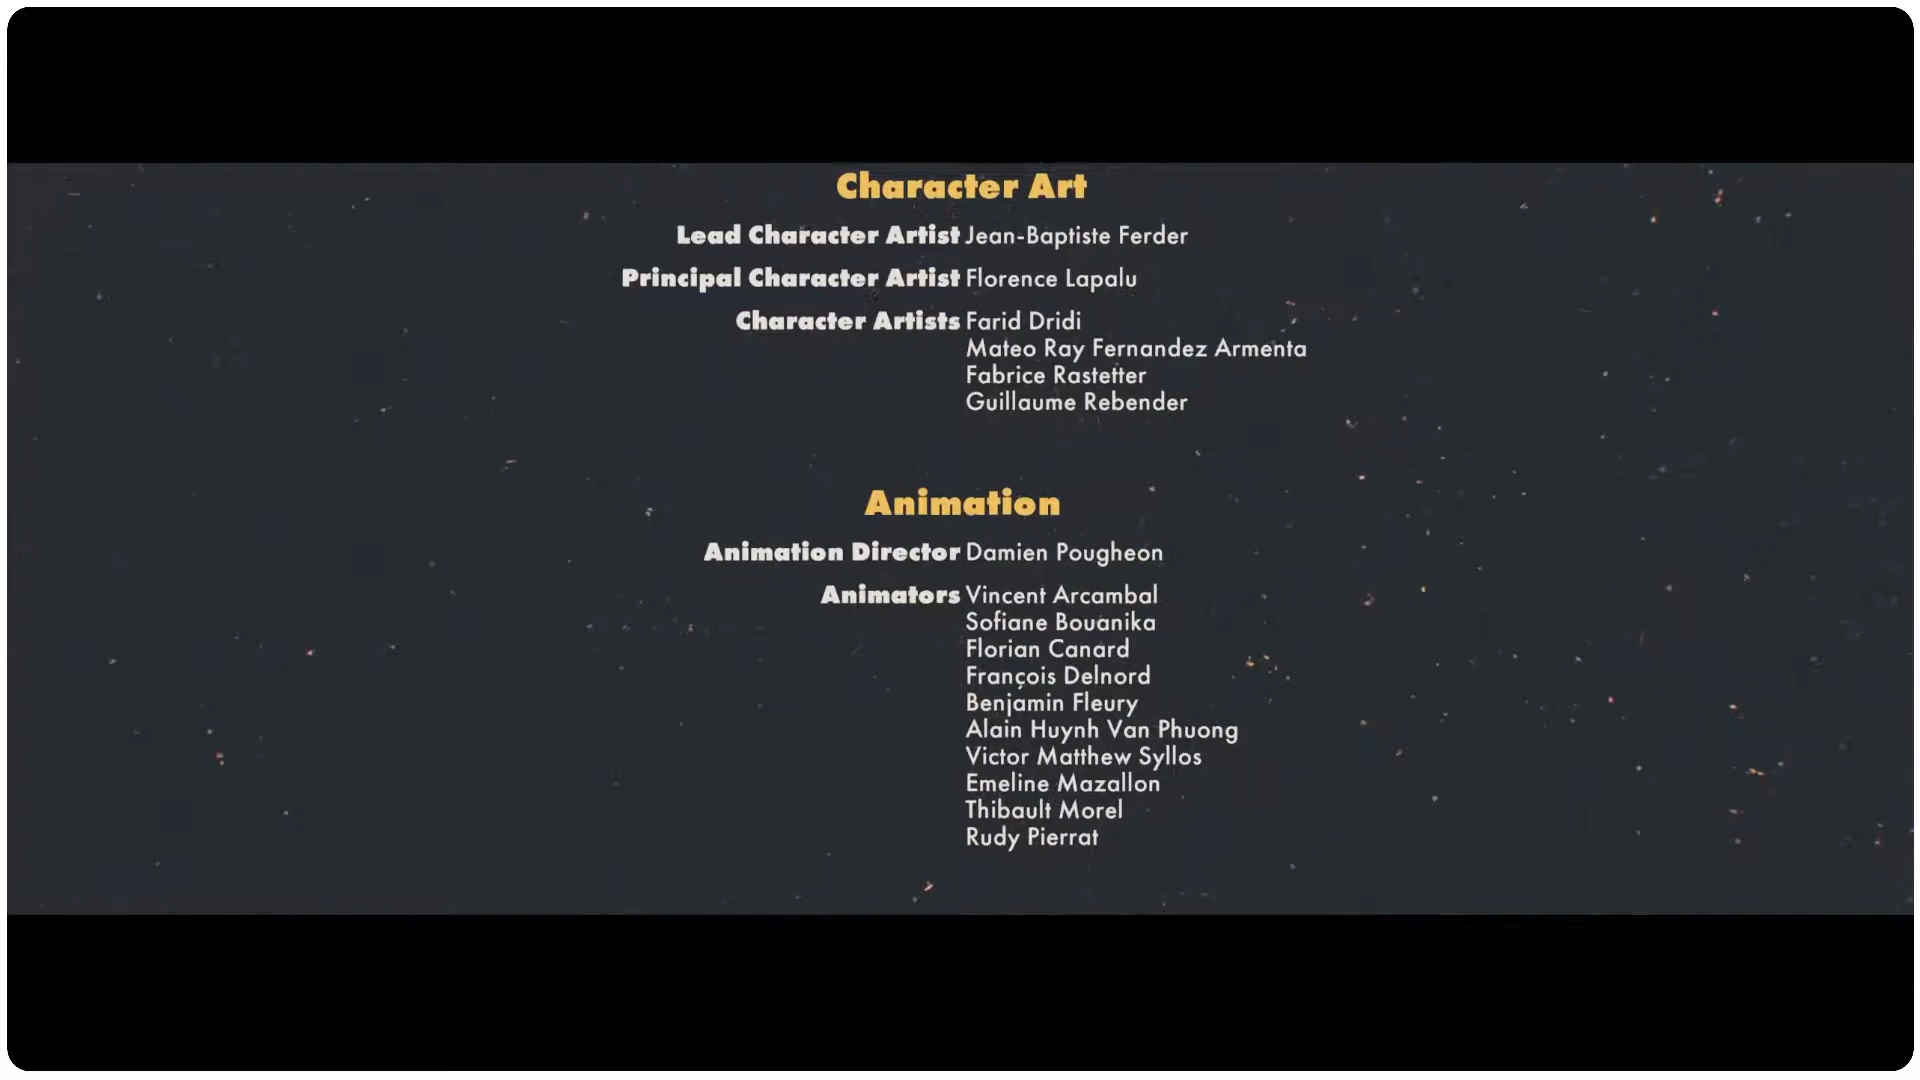 Character Art
Lead Character Artist Jean-Baptiste Ferder
Principal Character Artist Florence Lapalu
Character Artists Farid Dridi
Mateo Ray Fernandez Armenta
Fabrice Rastetter
Guillaume Rebender
Animation
Animation Director Damien Pougheon
Animators Vincent Arcambal
Sofiane Bouanika
Florian Canard
François Delnord
Benjamin Fleury
Alain Huynh Van Phuong
Victor Matthew Syllos
Emeline Mazallon
Thibault Morel
Rudy Pierrat